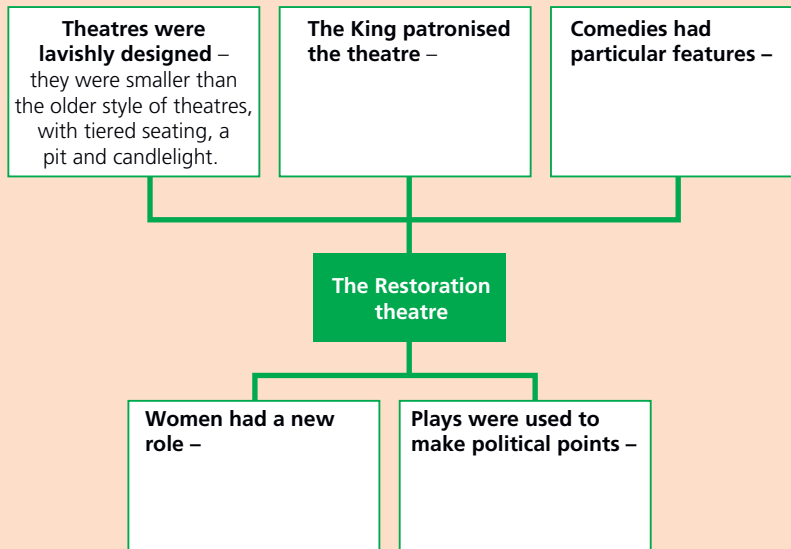 Theatres were
lavishly designed –
they were smaller than
the older style of theatres,
with tiered seating, a
pit and candlelight.
The King patronised
the theatre –
Comedies had
particular features –
The Restoration
theatre
Women had a new
role –
Plays were used to
make political points –